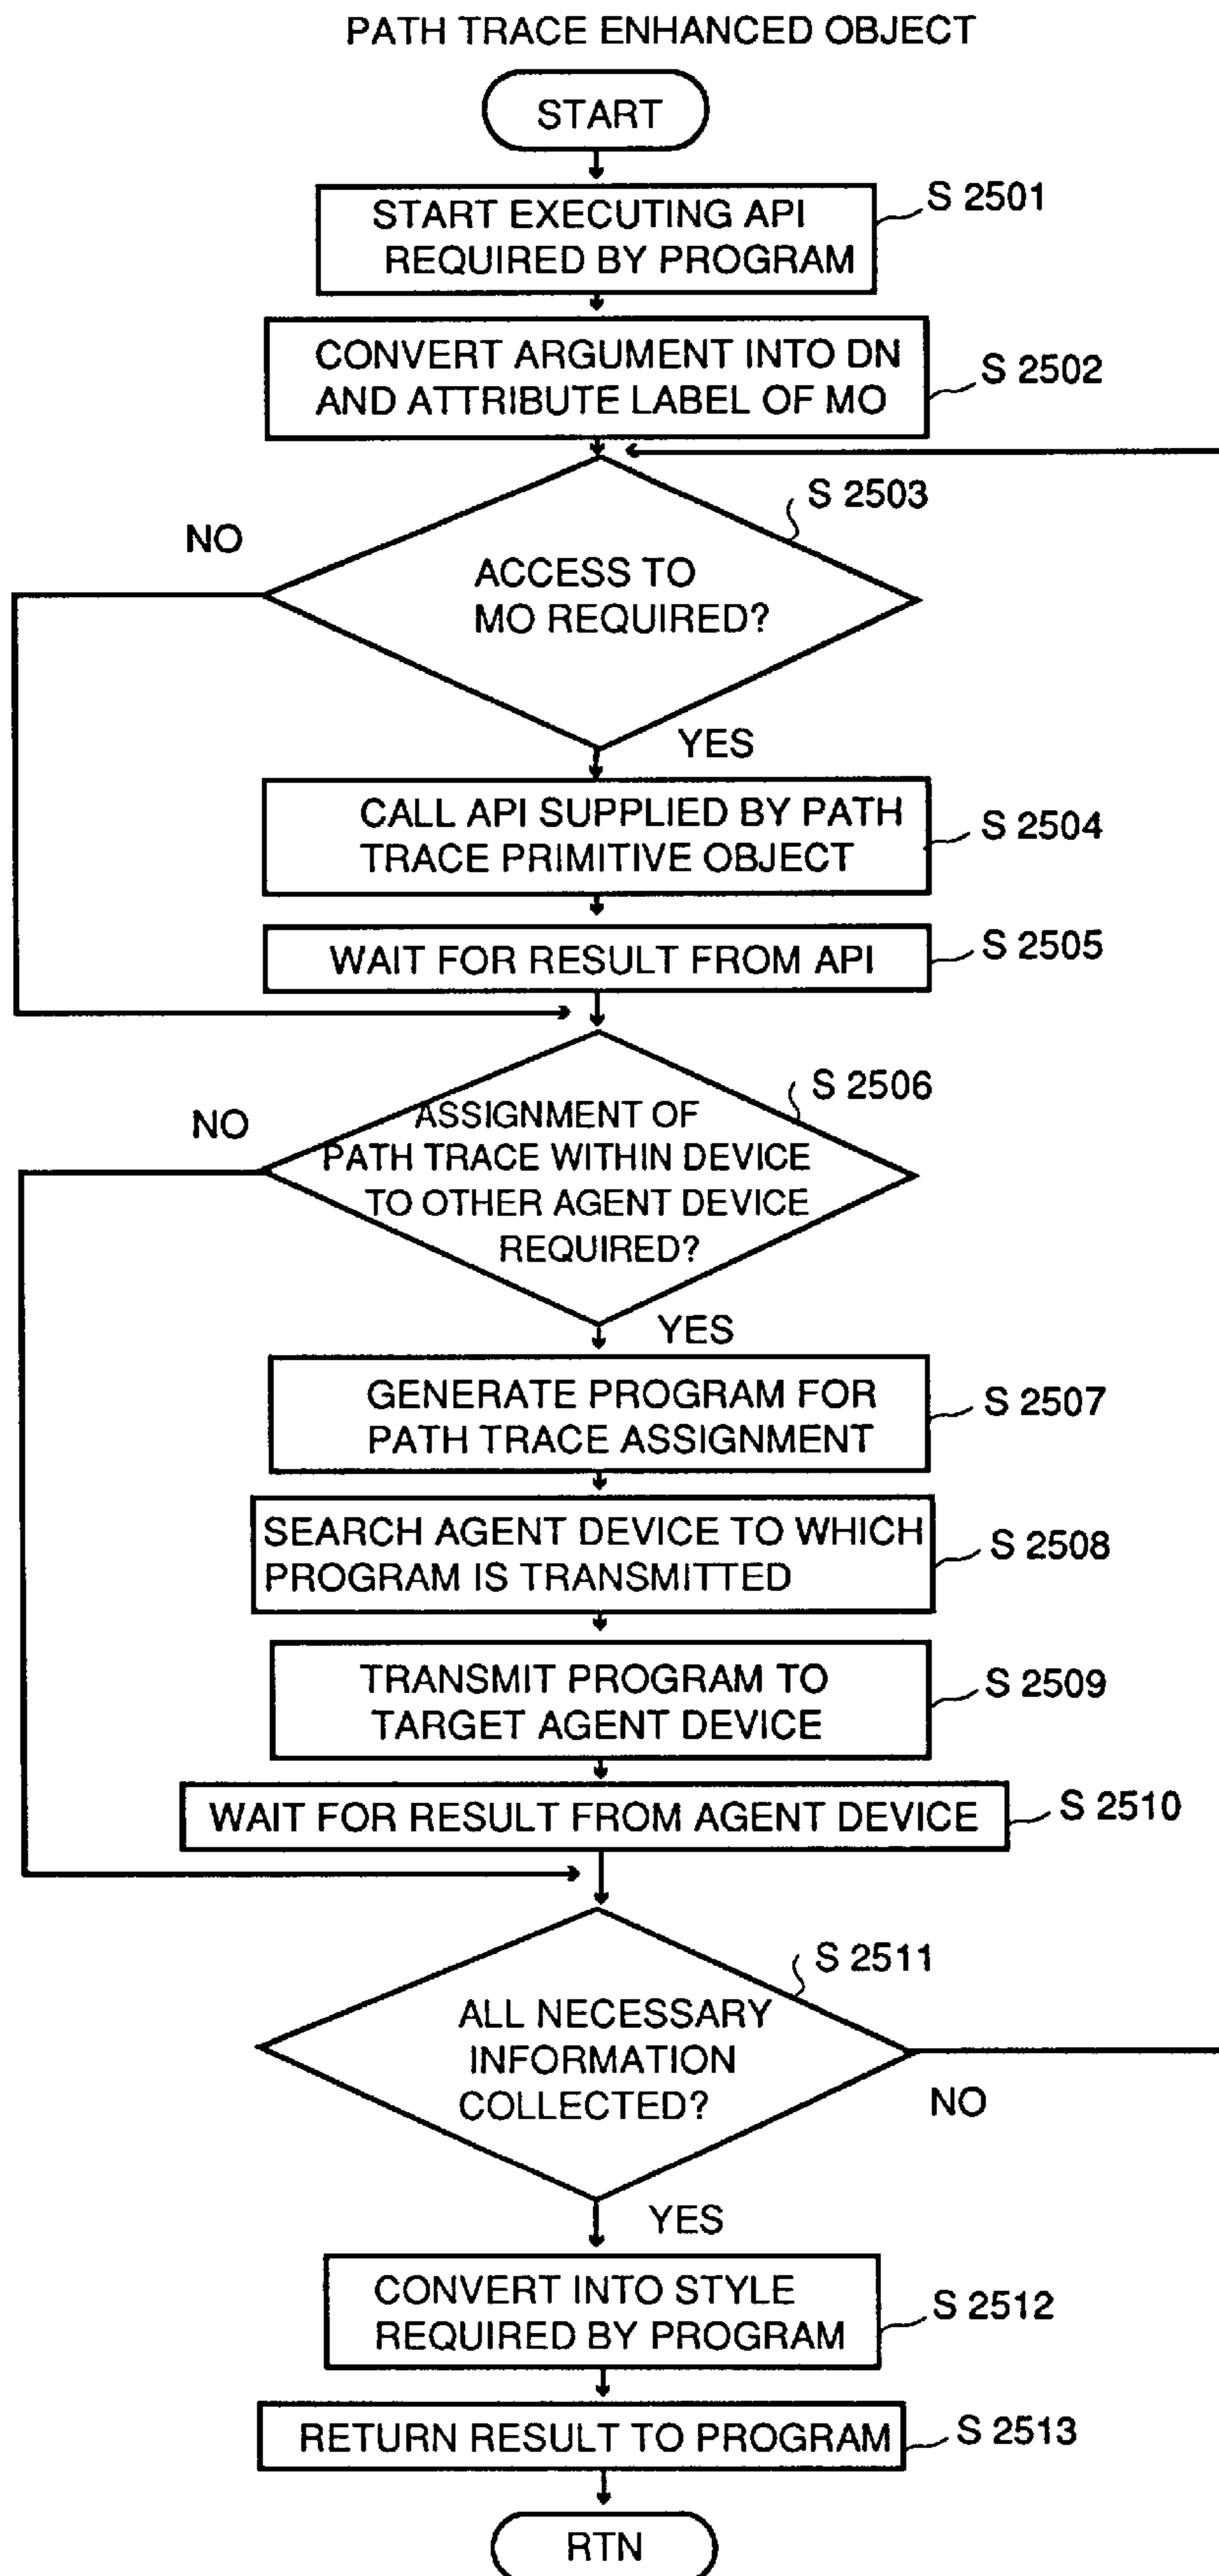 PATH TRACE ENHANCED OBJECT
START
START EXECUTING API
REQUIRED BY PROGRAM
S 2501
CONVERT ARGUMENT INTO DN
AND ATTRIBUTE LABEL OF MO
S 2502
S 2503
NO
ACCESS TO
MO REQUIRED?
YES
CALL API SUPPLIED BY PATH
TRACE PRIMITIVE OBJECT
S 2504
WAIT FOR RESULT FROM API
S 2505
S 2506
NO
ASSIGNMENT OF
PATH TRACE WITHIN DEVICE
TO OTHER AGENT DEVICE
REQUIRED?
YES
GENERATE PROGRAM FOR
PATH TRACE ASSIGNMENT
S 2507
SEARCH AGENT DEVICE TO WHICH
PROGRAM IS TRANSMITTED
S 2508
TRANSMIT PROGRAM TO
TARGET AGENT DEVICE
S 2509
WAIT FOR RESULT FROM AGENT DEVICE
S 2510
S 2511
ALL NECESSARY
INFORMATION
COLLECTED?
NO
YES
CONVERT INTO STYLE
REQUIRED BY PROGRAM
S 2512
RETURN RESULT TO PROGRAM
S 2513
RTN